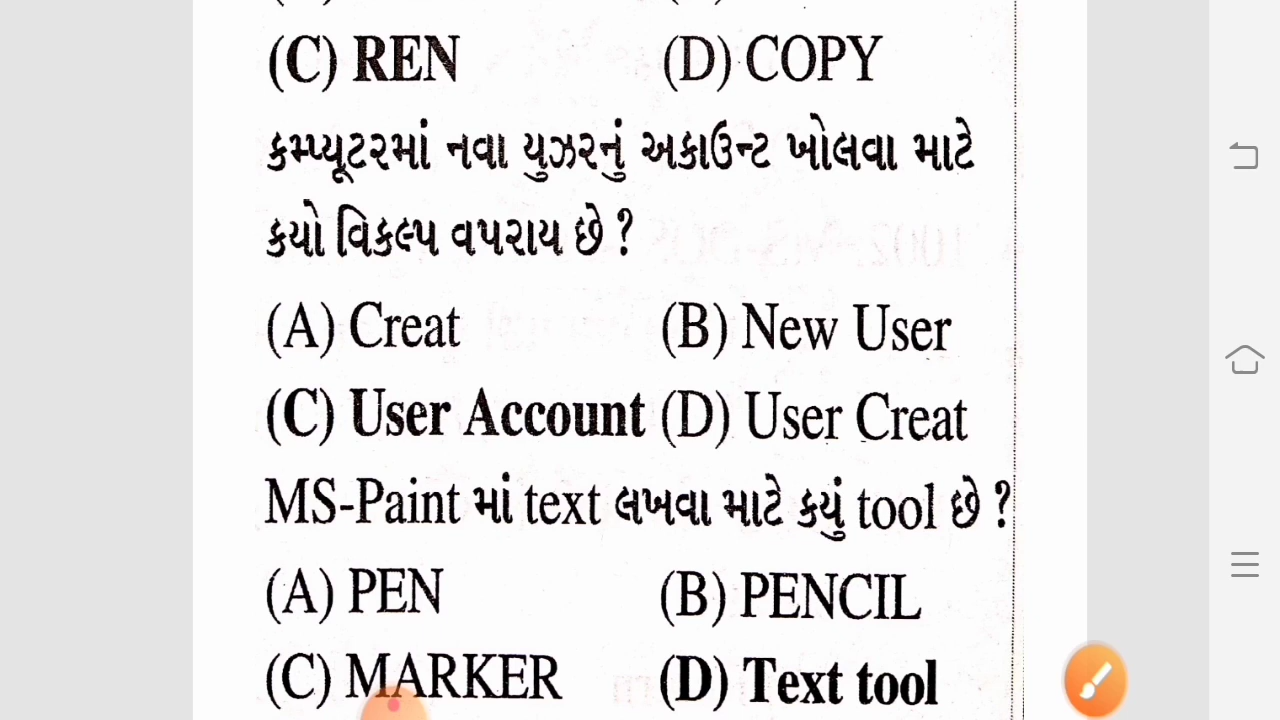 (C) REN (D) COPY
કમ્પ્યૂટરમાં નવા યુઝરનું અકાઉન્ટ ખોલવા માટે
કયો વિકલ્પ વપરાય છે ?
(A) Creat (B) New User
(C) User Account (D) User Creat
MS-Paint માં text લખવા માટે કયું tool છે ?
(A) PEN (B) PENCIL
(C) MARKER (D) Text tool